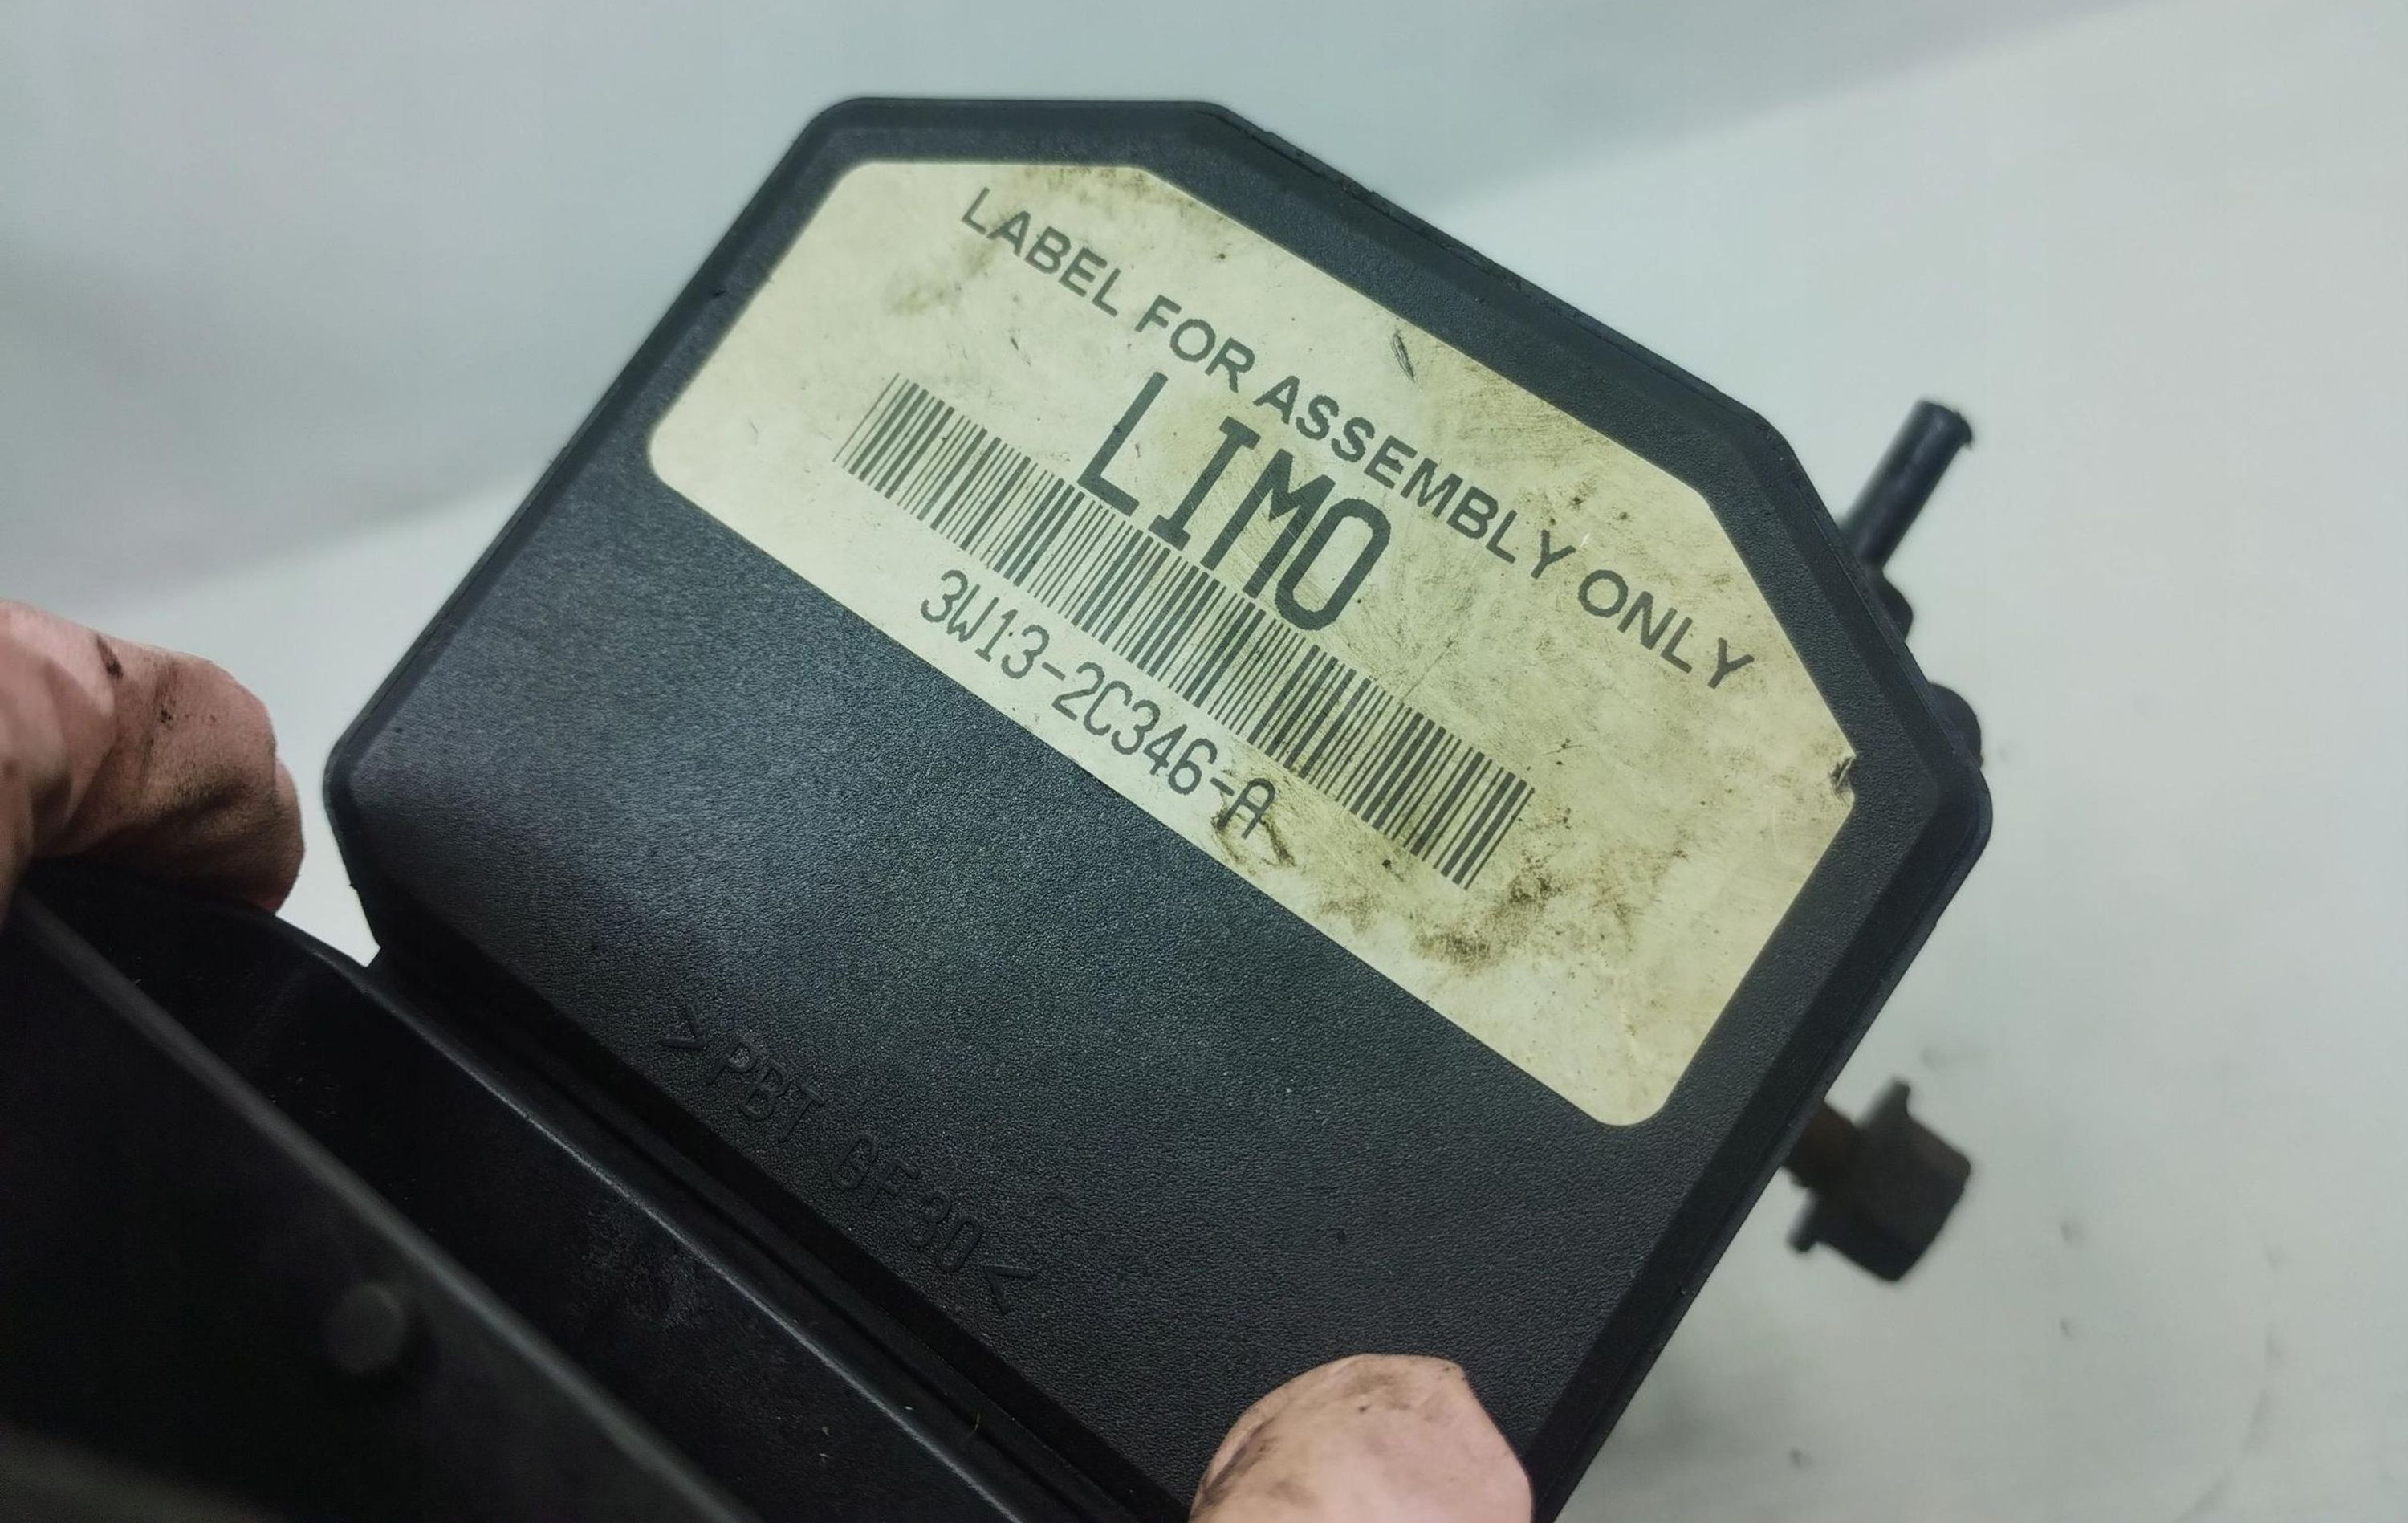 LABEL FOR ASSEMBLY ONLY
LIMO
3W13-2C346-A
>PBT GF30<